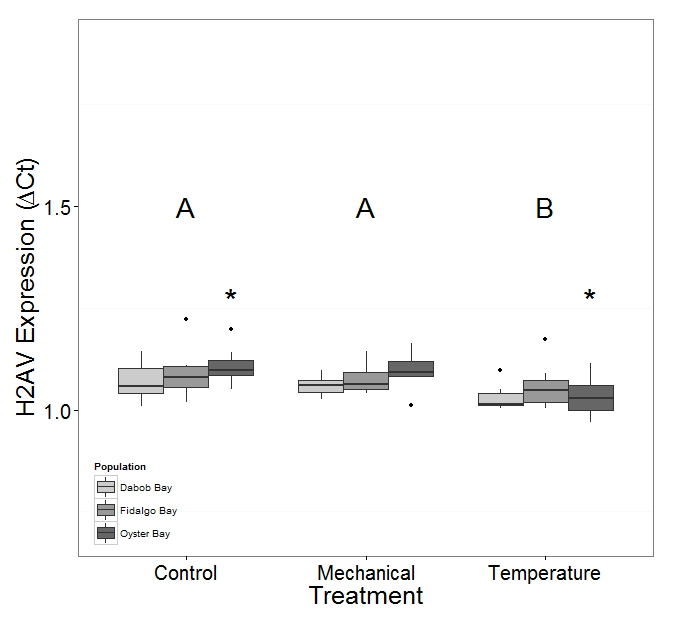 A A B
* *
1.5
1.0
H2AV Expression (ΔCt)
Population
Dabob Bay
Fidalgo Bay
Oyster Bay
Control Mechanical Temperature
Treatment